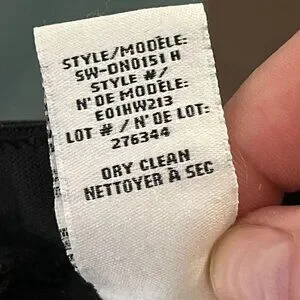 STYLE/MODÈLE:
SW-DN0151 H
STYLE #/
N'DE MODÈLE:
E01HW213
LOT #/N'DE LOT:
276344
DRY CLEAN
NETTOYER À SEC